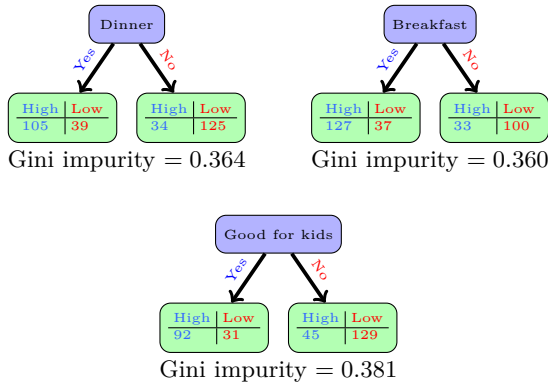 Dinner
Yes No
High Low
105 39
High Low
34 125
Gini impurity = 0.364
Breakfast
Yes No
High Low
127 37
High Low
33 100
Gini impurity = 0.360
Good for kids
Yes No
High Low
92 31
High Low
45 129
Gini impurity = 0.381